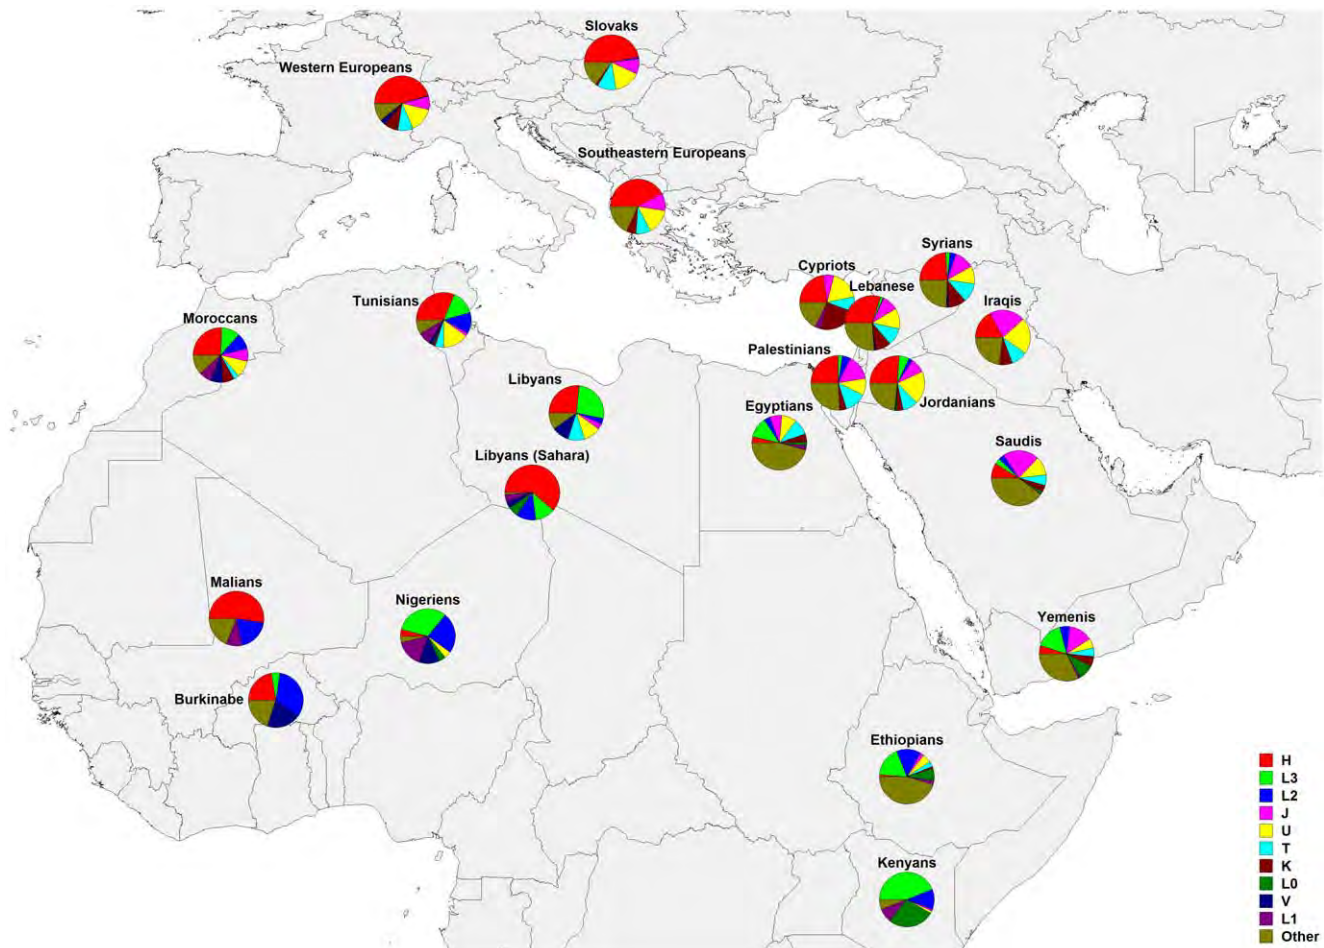 Slovaks
Western Europeans
Southeastern Europeans
Syrians
Cypriots
Lebanese
Tunisians
Iraqis
Moroccans
Palestinians
Libyans
Jordanians
Egyptians
Libyans (Sahara)
Saudis
Malians
Nigeriens
Yemenis
Burkinabe
Ethiopians
Kenyans
H
L3
L2
J
U
T
K
L0
V
L1
Other